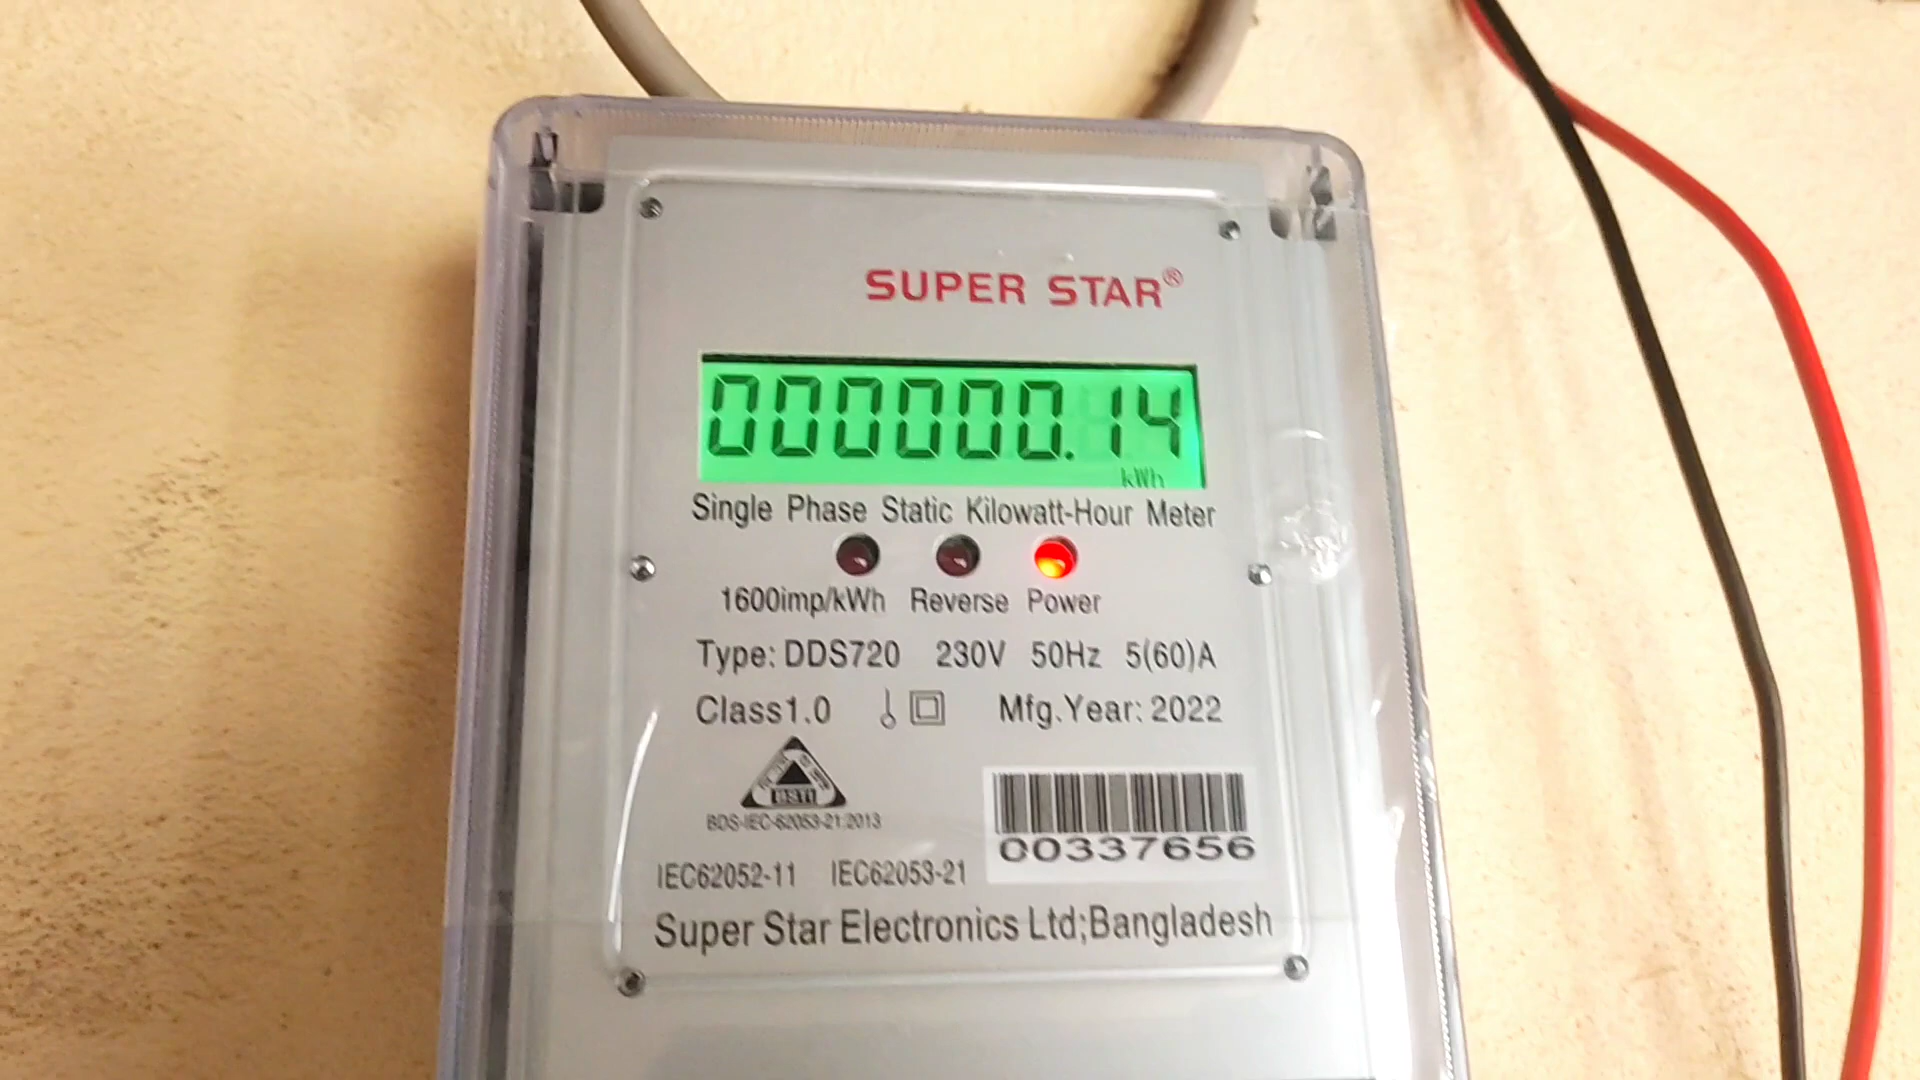 SUPER STAR®
000000.14
kWh
Single Phase Static Kilowatt-Hour Meter
1600imp/kWh Reverse Power
Type: DDS720 230V 50Hz 5(60)A
Class1.0 Mfg.Year: 2022
BSTI
BDS-IEC-62053-21:2013
00337656
IEC62052-11 IEC62053-21
Super Star Electronics Ltd;Bangladesh